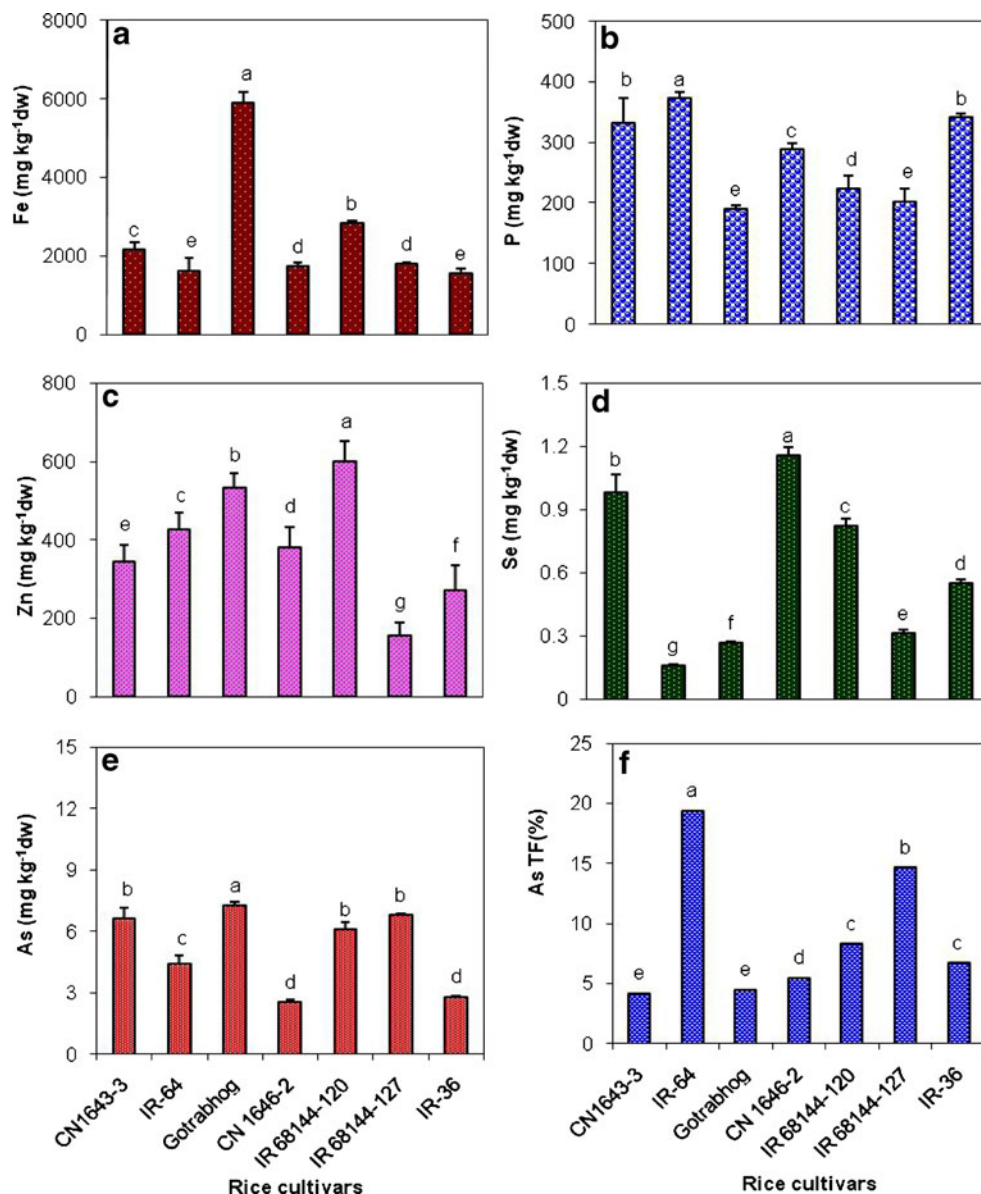 a
Fe (mg kg⁻¹dw)
8000
6000
4000
2000
0
c
e
a
d
b
d
e
b
P (mg kg⁻¹dw)
500
400
300
200
100
0
b
a
e
c
d
e
b
c
Zn (mg kg⁻¹dw)
800
600
400
200
0
e
c
b
d
a
g
f
d
Se (mg kg⁻¹dw)
1.5
1.2
0.9
0.6
0.3
0
b
g
f
a
c
e
d
e
As (mg kg⁻¹dw)
15
12
9
6
3
0
b
c
a
d
b
b
d
CN1643-3
IR-64
Gotrabhog
CN 1646-2
IR 68144-120
IR 68144-127
IR-36
Rice cultivars
f
As TF(%)
25
20
15
10
5
0
e
a
e
d
c
b
c
CN1643-3
IR-64
Gotrabhog
CN 1646-2
IR 68144-120
IR 68144-127
IR-36
Rice cultivars